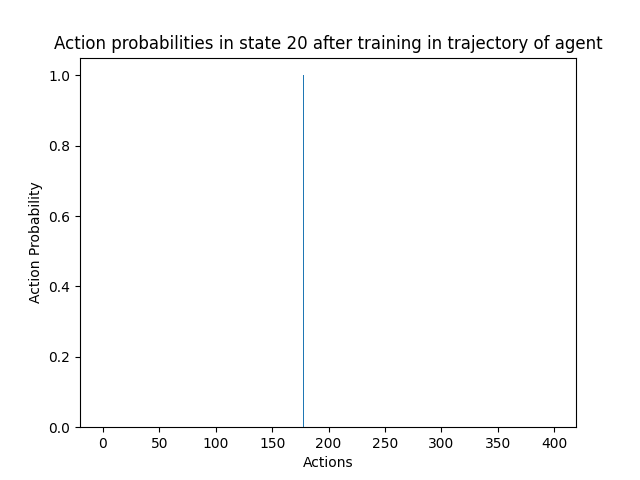 Action probabilities in state 20 after training in trajectory of agent
1.0
0.8
0.6
0.4
0.2
0.0
Action Probability
0 50 100 150 200 250 300 350 400
Actions